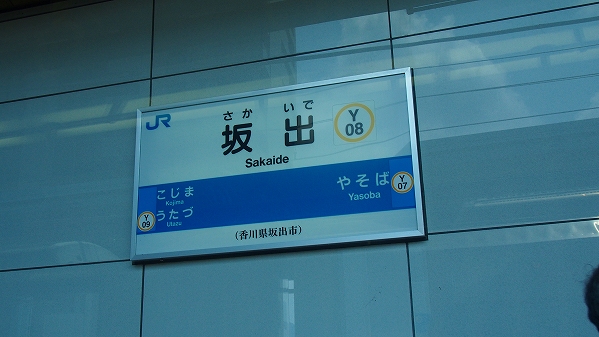 JR
さか いで
坂出
Sakaide
Y
08
こじま
Kojima
うたづ
Utazu
Y
09
やそば
Yasoba
Y
07
(香川県坂出市)